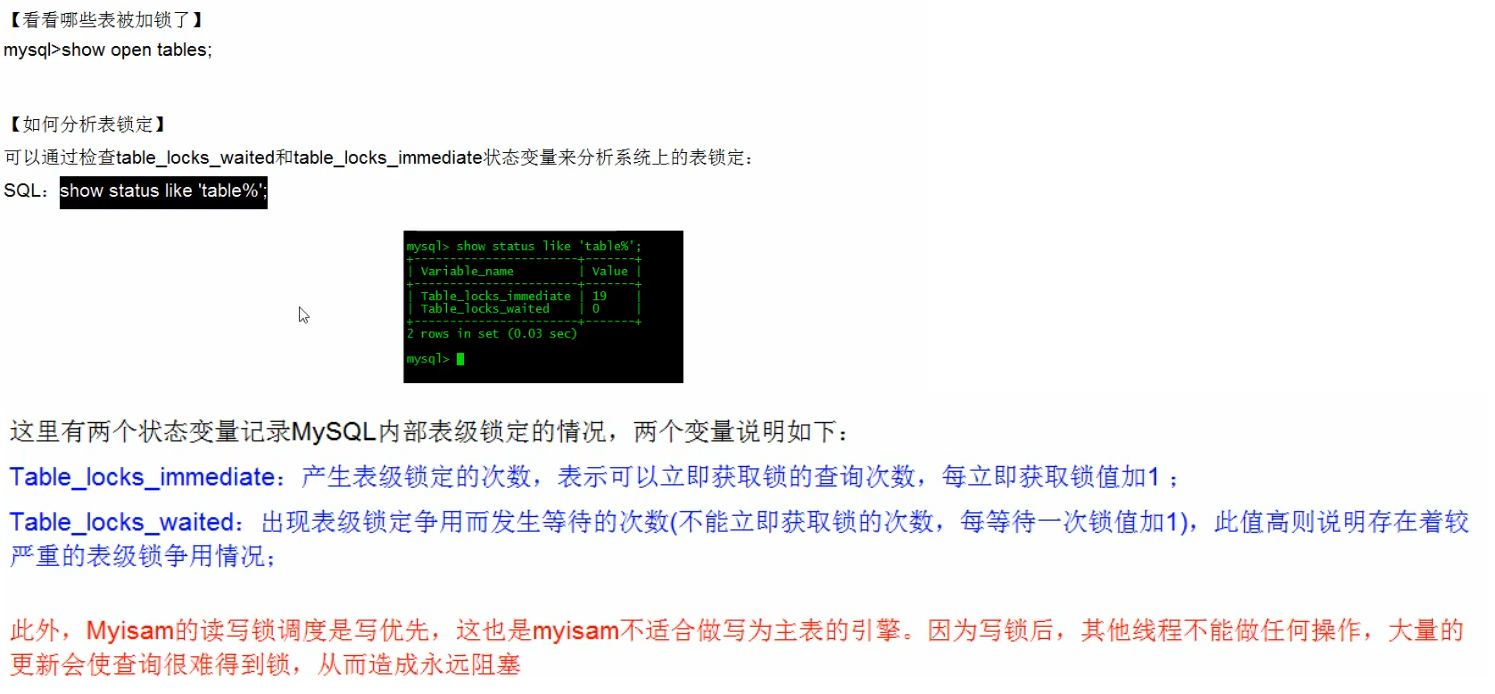 【看看哪些表被加锁了】
mysql>show open tables;
【如何分析表锁定】
可以通过检查table_locks_waited和table_locks_immediate状态变量来分析系统上的表锁定：
SQL：show status like 'table%';
mysql> show status like 'table%';
+-----------------------+-------+
| Variable_name         | Value |
+-----------------------+-------+
| Table_locks_immediate | 19    |
| Table_locks_waited    | 0     |
+-----------------------+-------+
2 rows in set (0.03 sec)
mysql>
这里有两个状态变量记录MySQL内部表级锁定的情况，两个变量说明如下：
Table_locks_immediate：产生表级锁定的次数，表示可以立即获取锁的查询次数，每立即获取锁值加1 ；
Table_locks_waited：出现表级锁定争用而发生等待的次数(不能立即获取锁的次数，每等待一次锁值加1)，此值高则说明存在着较
严重的表级锁争用情况；
此外，Myisam的读写锁调度是写优先，这也是myisam不适合做写为主表的引擎。因为写锁后，其他线程不能做任何操作，大量的
更新会使查询很难得到锁，从而造成永远阻塞